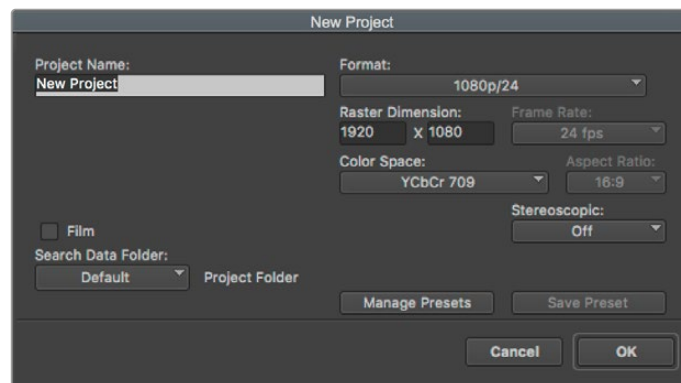 New Project
Project Name:
New Project
Format:
1080p/24
Raster Dimension:
Frame Rate:
1920 X 1080
24 fps
Color Space:
Aspect Ratio:
YCbCr 709
16:9
Stereoscopic:
Off
Film
Search Data Folder:
Default
Project Folder
Manage Presets
Save Preset
Cancel
OK